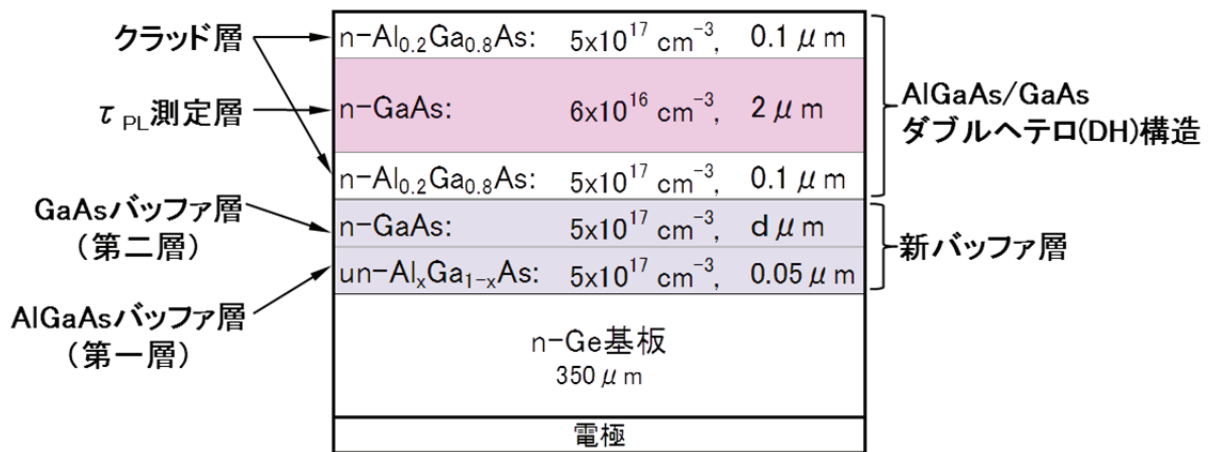 クラッド層
τPL測定層
GaAsバッファ層
(第二層)
AlGaAsバッファ層
(第一層)
n-Al0.2Ga0.8As: 5x10^17 cm^-3, 0.1 μm
n-GaAs: 6x10^16 cm^-3, 2 μm
n-Al0.2Ga0.8As: 5x10^17 cm^-3, 0.1 μm
n-GaAs: 5x10^17 cm^-3, d μm
un-AlxGa1-xAs: 5x10^17 cm^-3, 0.05 μm
n-Ge基板
350 μm
電極
AlGaAs/GaAs
ダブルヘテロ(DH)構造
新バッファ層